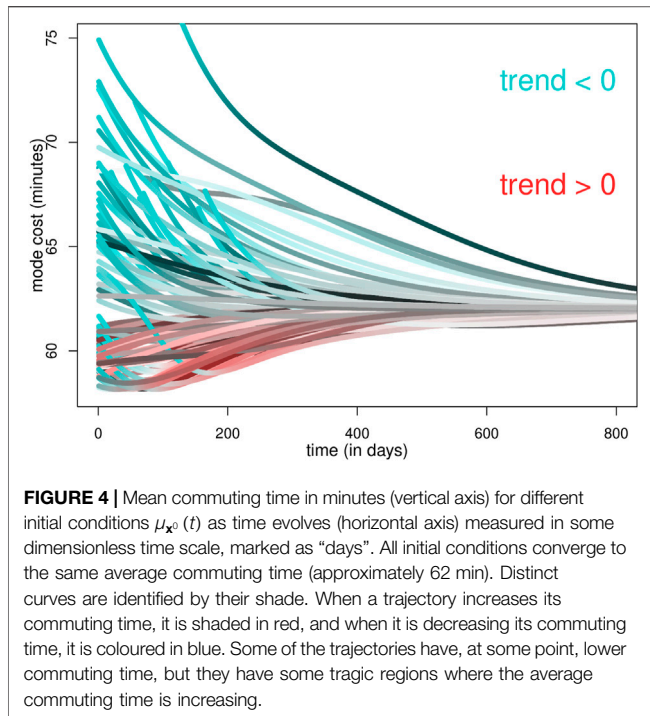 75
70
65
60
mode cost (minutes)
trend < 0
trend > 0
0
200
400
600
800
time (in days)
FIGURE 4 | Mean commuting time in minutes (vertical axis) for different
initial conditions μₓ⁰ (t) as time evolves (horizontal axis) measured in some
dimensionless time scale, marked as “days”. All initial conditions converge to
the same average commuting time (approximately 62 min). Distinct
curves are identified by their shade. When a trajectory increases its
commuting time, it is shaded in red, and when it is decreasing its commuting
time, it is coloured in blue. Some of the trajectories have, at some point, lower
commuting time, but they have some tragic regions where the average
commuting time is increasing.